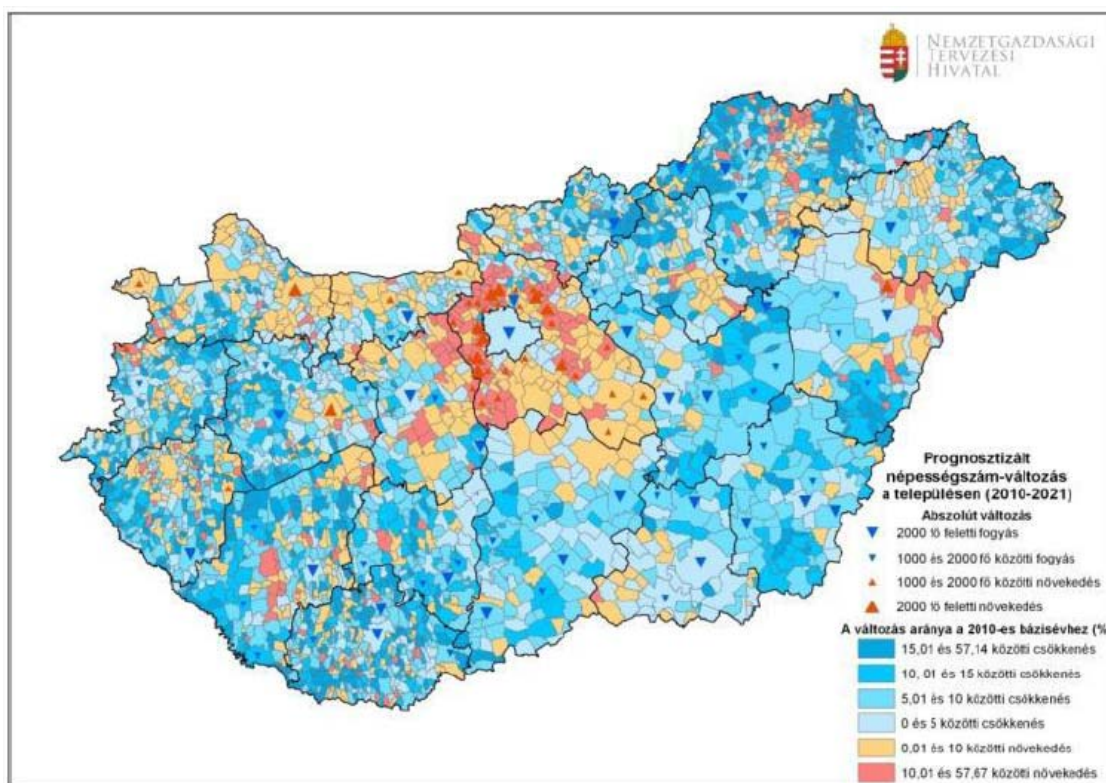 NEMZETGAZDASÁGI
TERVEZÉSI
HIVATAL
Prognosztizált
népességszám-változás
a településen (2010-2021)
Abszolút változás
2000 fő feletti fogyás
1000 és 2000 fő közötti fogyás
1000 és 2000 fő közötti növekedés
2000 fő feletti növekedés
A változás aránya a 2010-es bázisévhez (%
15,01 és 57,14 közötti csökkenés
10, 01 és 15 közötti csökkenés
5,01 és 10 közötti csökkenés
0 és 5 közötti csökkenés
0,01 és 10 közötti növekedés
10,01 és 57,67 közötti növekedés